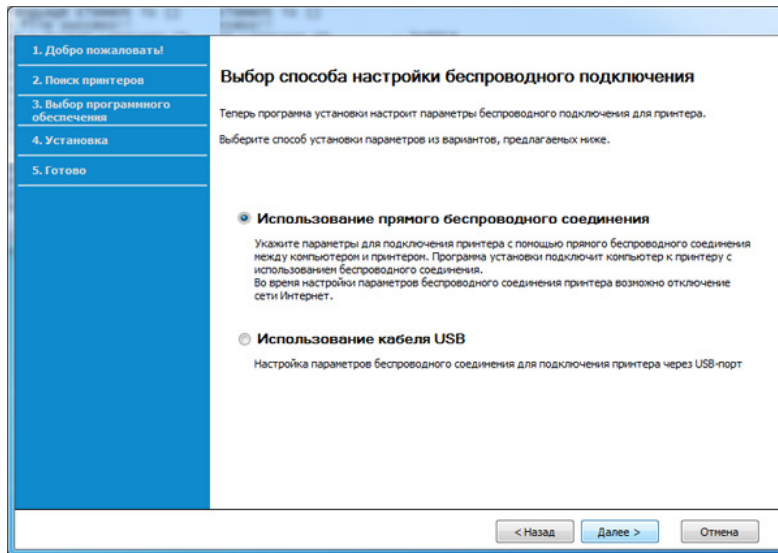 1. Добро пожаловать!
2. Поиск принтеров
3. Выбор программного
обеспечения
4. Установка
5. Готово
Выбор способа настройки беспроводного подключения
Теперь программа установки настроит параметры беспроводного подключения для принтера.
Выберите способ установки параметров из вариантов, предлагаемых ниже.
Использование прямого беспроводного соединения
Укажите параметры для подключения принтера с помощью прямого беспроводного соединения
между компьютером и принтером. Программа установки подключит компьютер к принтеру с
использованием беспроводного соединения.
Во время настройки параметров беспроводного соединения принтера возможно отключение
сети Интернет.
Использование кабеля USB
Настройка параметров беспроводного соединения для подключения принтера через USB-порт
< Назад
Далее >
Отмена